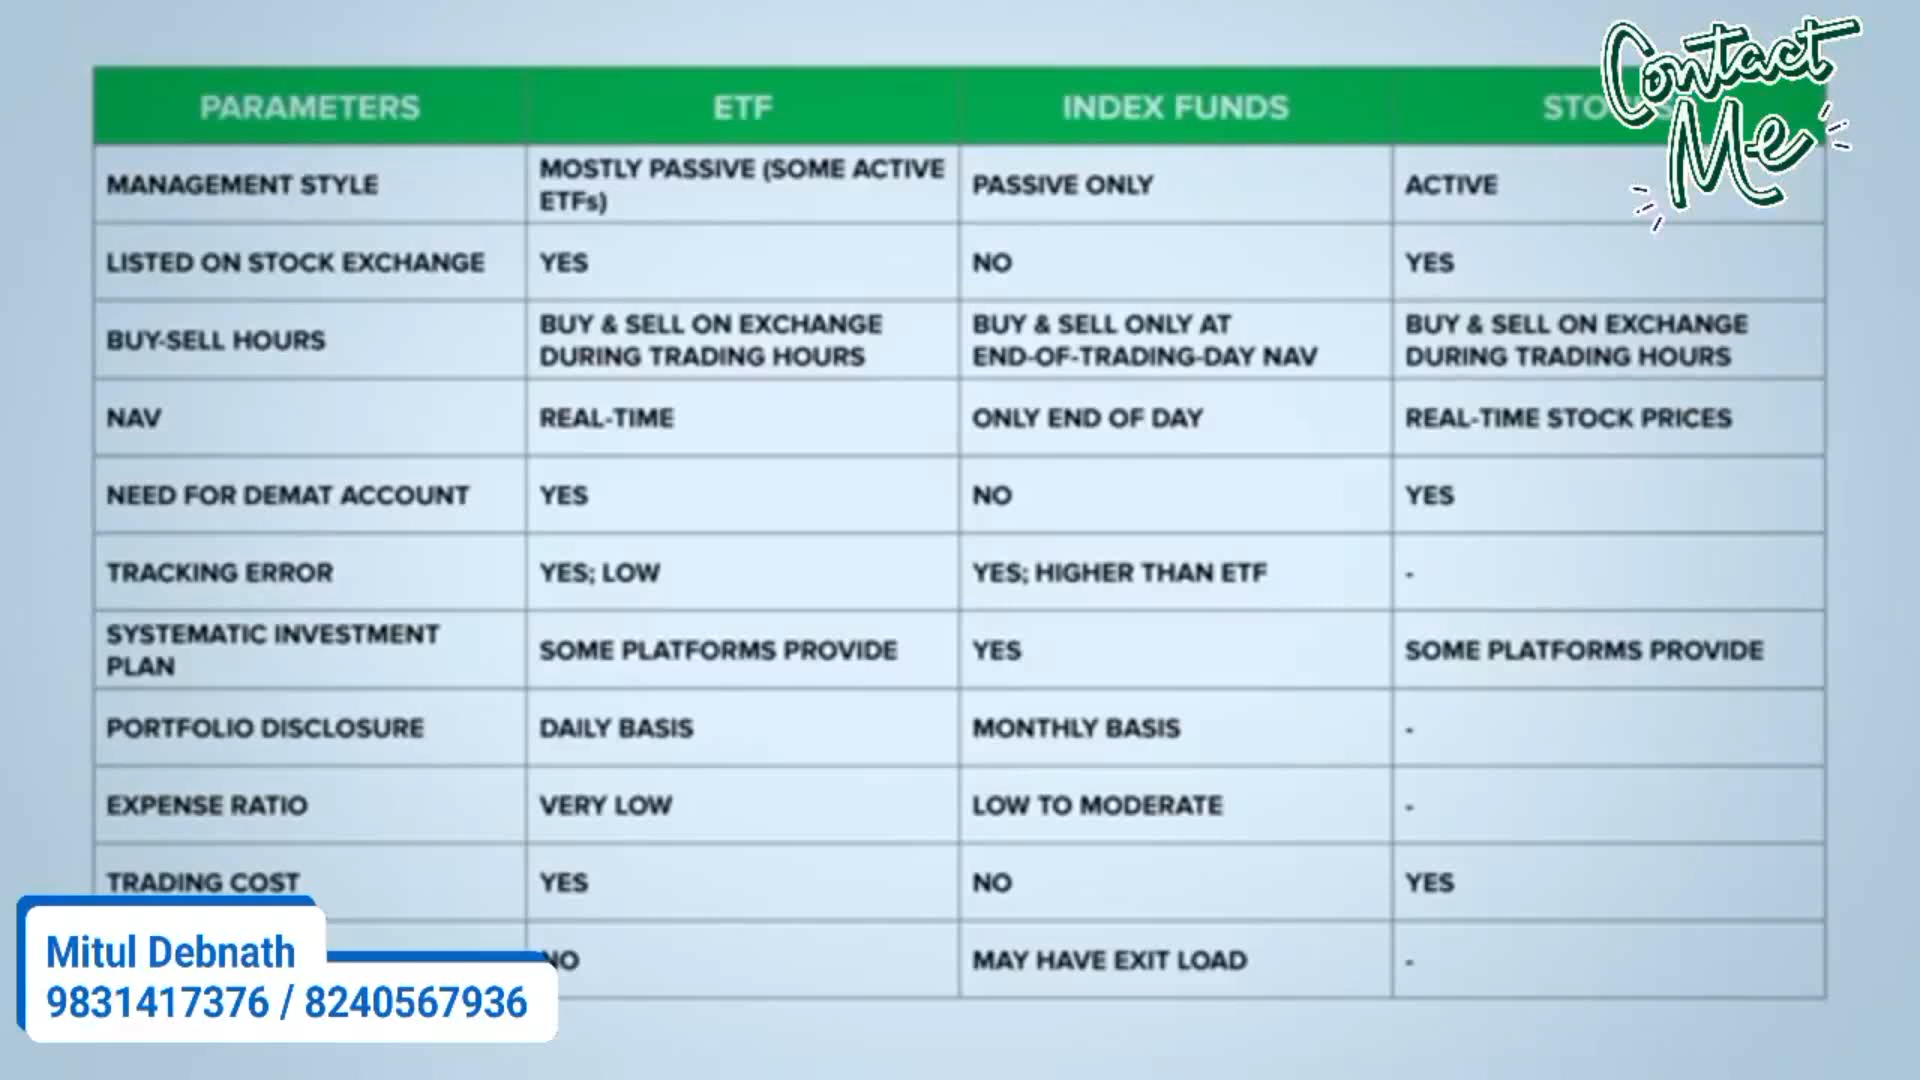 Contact
Me
PARAMETERS ETF INDEX FUNDS
MANAGEMENT STYLE MOSTLY PASSIVE (SOME ACTIVE ETFs) PASSIVE ONLY ACTIVE
LISTED ON STOCK EXCHANGE YES NO YES
BUY-SELL HOURS BUY & SELL ON EXCHANGE DURING TRADING HOURS BUY & SELL ONLY AT END-OF-TRADING-DAY NAV BUY & SELL ON EXCHANGE DURING TRADING HOURS
NAV REAL-TIME ONLY END OF DAY REAL-TIME STOCK PRICES
NEED FOR DEMAT ACCOUNT YES NO YES
TRACKING ERROR YES; LOW YES; HIGHER THAN ETF -
SYSTEMATIC INVESTMENT PLAN SOME PLATFORMS PROVIDE YES SOME PLATFORMS PROVIDE
PORTFOLIO DISCLOSURE DAILY BASIS MONTHLY BASIS -
EXPENSE RATIO VERY LOW LOW TO MODERATE -
TRADING COST YES NO YES
NO MAY HAVE EXIT LOAD -
Mitul Debnath
9831417376 / 8240567936